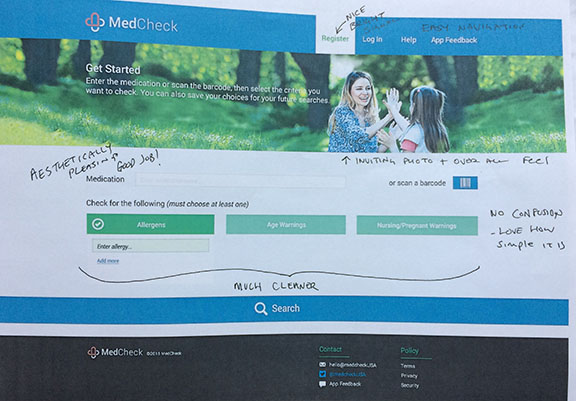 MedCheck
NICE
BRIGHT
EASY NAVIGATION
Register
Log In
Help
App Feedback
Get Started
Enter the medication or scan the barcode, then select the criteria you
want to check. You can also save your choices for your future searches
AESTHETICALLY
PLEASING
GOOD JOB!
INVITING PHOTO + OVER ALL FEEL
Medication
or scan a barcode
Check for the following (must choose at least one)
Allergens
Age Warnings
Nursing/Pregnant Warnings
NO CONFUSION
- LOVE HOW
SIMPLE IT IS
Enter allergy...
Add more
MUCH CLEANER
Search
MedCheck ©2015 MedCheck
Contact
hello@medcheckUSA
@medcheckUSA
App Feedback
Policy
Terms
Privacy
Security